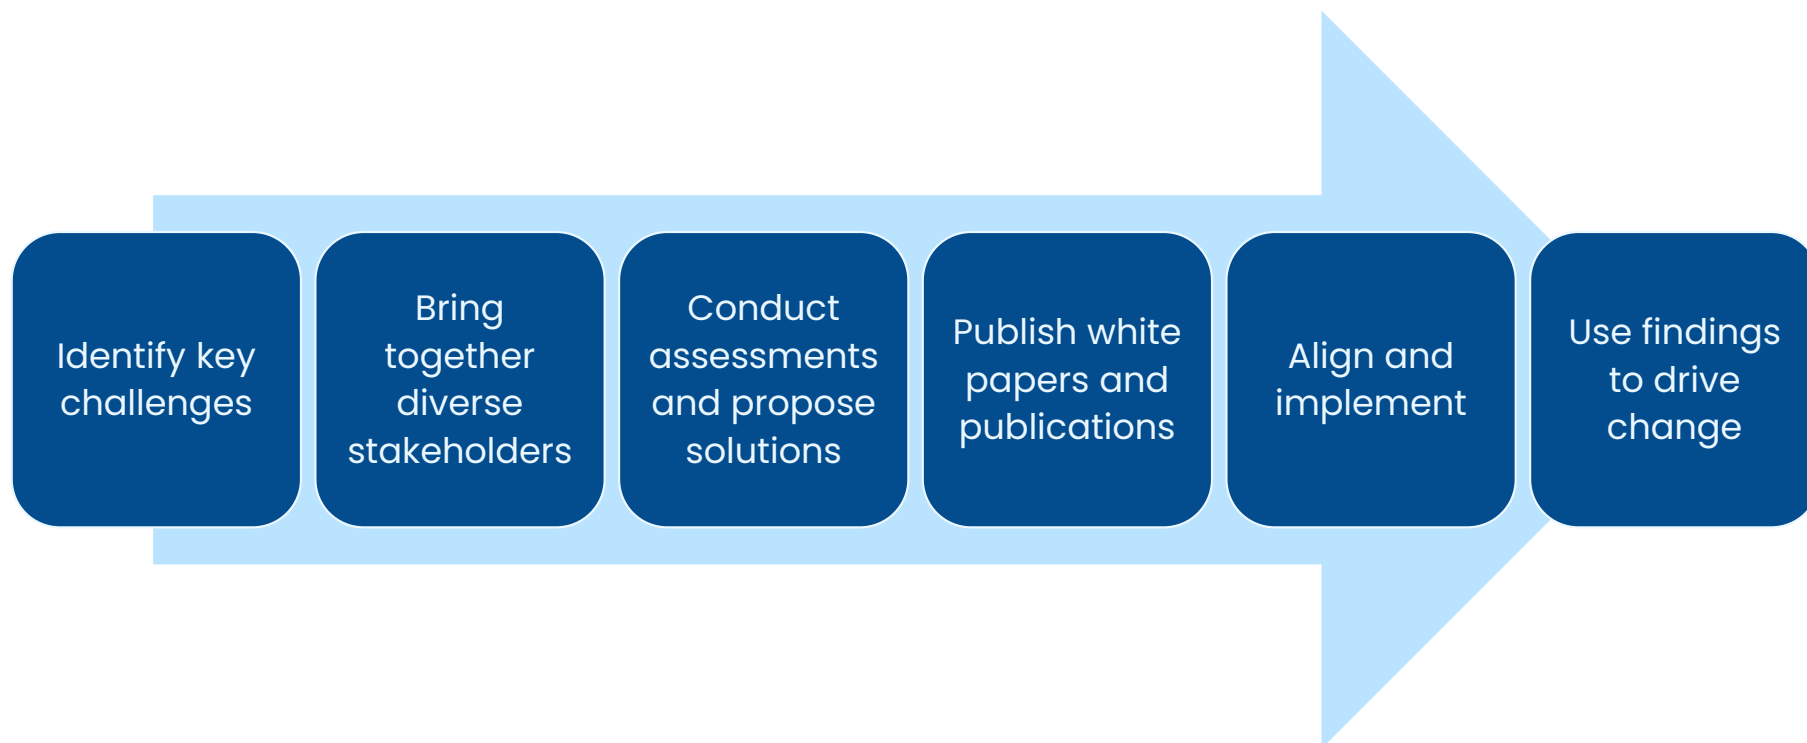 Identify key
challenges
Bring
together
diverse
stakeholders
Conduct
assessments
and propose
solutions
Publish white
papers and
publications
Align and
implement
Use findings
to drive
change